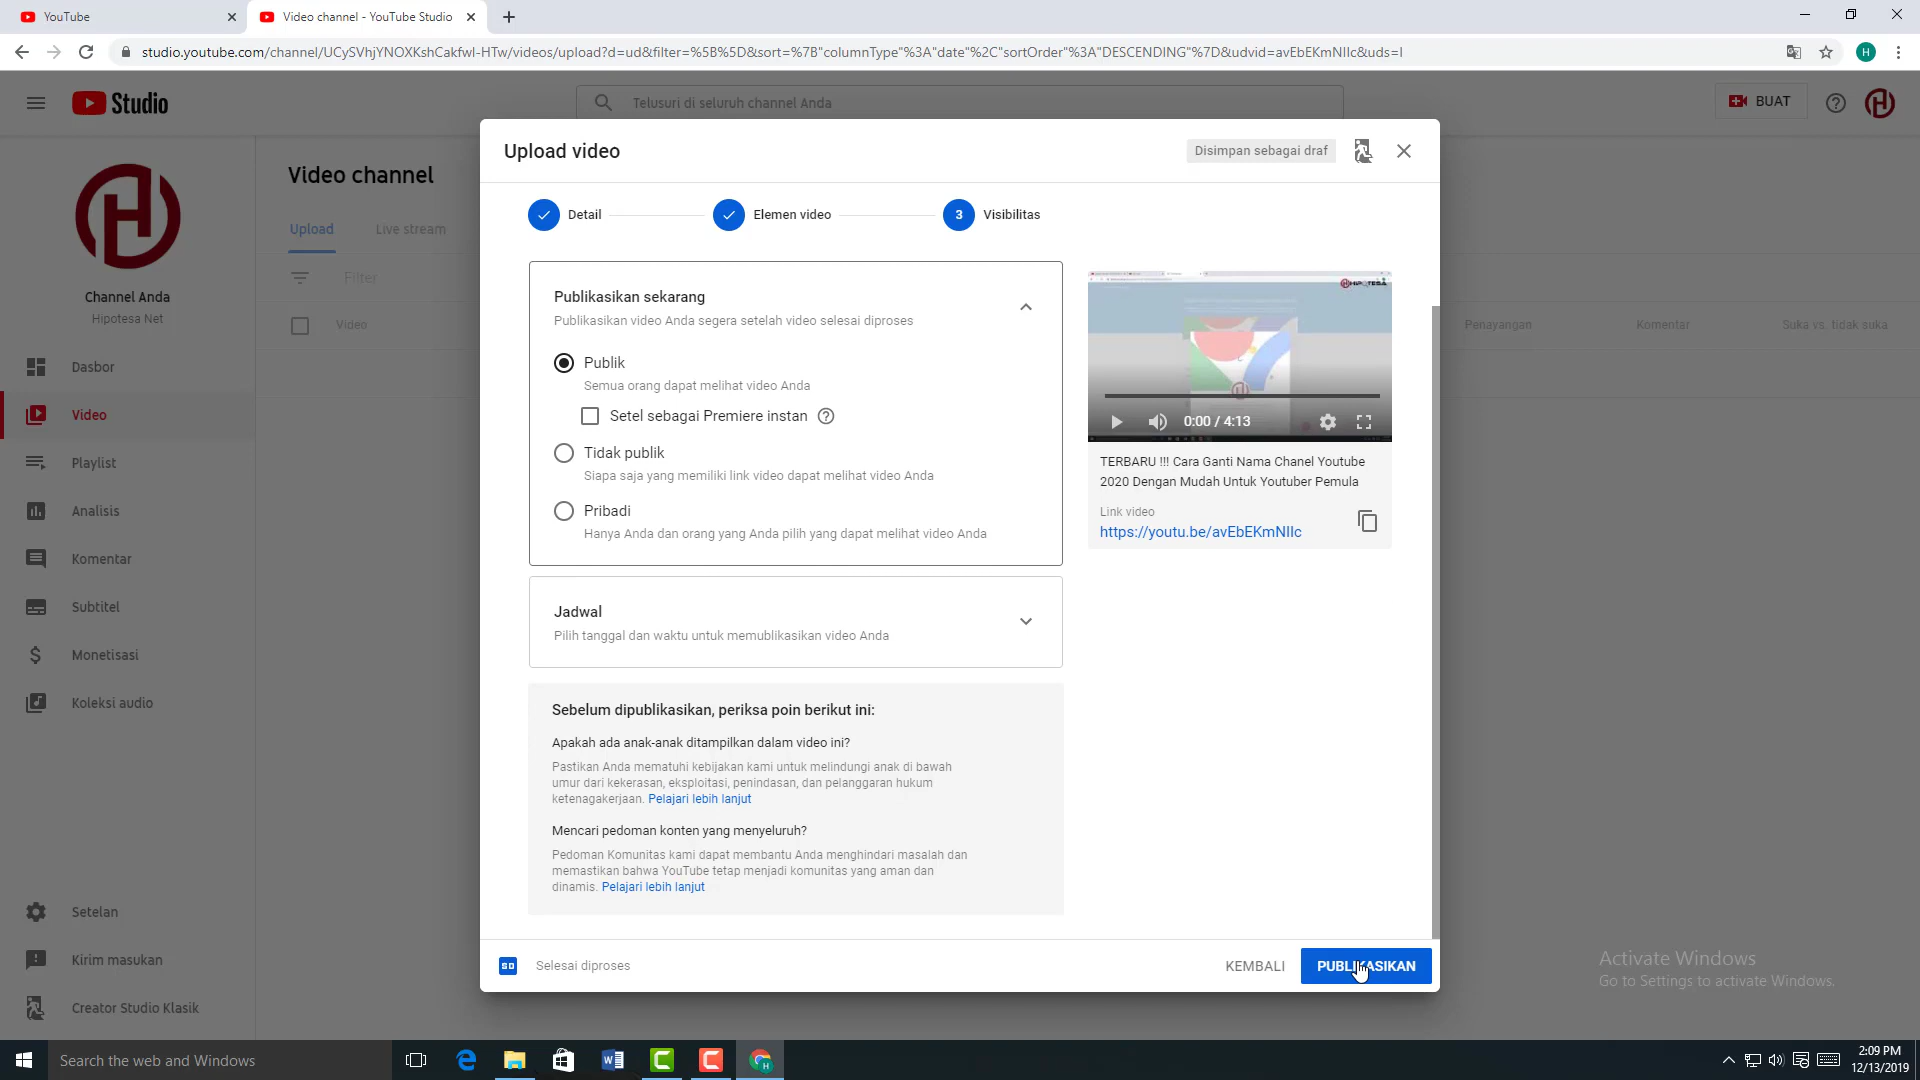 YouTube
Video channel - YouTube Studio
studio.youtube.com/channel/UCySVhjYNOXKshCakfwI-HTw/videos/upload?d=ud&filter=%5B%5D&sort=%7B"columnType"%3A"date"%2C"sortOrder"%3A"DESCENDING"%7D&udvid=avEbEKmNIIc&uds=l
H
Studio
Telusuri di seluruh channel Anda
BUAT
Upload video
Disimpan sebagai draf
Video channel
Detail
Elemen video
3
Visibilitas
Upload
Live stream
Filter
Channel Anda
Hipotesa Net
Video
Penayangan
Komentar
Suka vs. tidak suka
Publikasikan sekarang
Publikasikan video Anda segera setelah video selesai diproses
Publik
Semua orang dapat melihat video Anda
Setel sebagai Premiere instan
Tidak publik
Siapa saja yang memiliki link video dapat melihat video Anda
Pribadi
Hanya Anda dan orang yang Anda pilih yang dapat melihat video Anda
HIPOTESA
0:00 / 4:13
TERBARU !!! Cara Ganti Nama Chanel Youtube
2020 Dengan Mudah Untuk Youtuber Pemula
Link video
https://youtu.be/avEbEKmNIIc
Dasbor
Video
Playlist
Analisis
Komentar
Subtitel
Monetisasi
Koleksi audio
Setelan
Kirim masukan
Creator Studio Klasik
Jadwal
Pilih tanggal dan waktu untuk memublikasikan video Anda
Sebelum dipublikasikan, periksa poin berikut ini:
Apakah ada anak-anak ditampilkan dalam video ini?
Pastikan Anda mematuhi kebijakan kami untuk melindungi anak di bawah
umur dari kekerasan, eksploitasi, penindasan, dan pelanggaran hukum
ketenagakerjaan. Pelajari lebih lanjut
Mencari pedoman konten yang menyeluruh?
Pedoman Komunitas kami dapat membantu Anda menghindari masalah dan
memastikan bahwa YouTube tetap menjadi komunitas yang aman dan
dinamis. Pelajari lebih lanjut
SD
Selesai diproses
KEMBALI
PUBLIKASIKAN
Activate Windows
Go to Settings to activate Windows.
Search the web and Windows
2:09 PM
12/13/2019